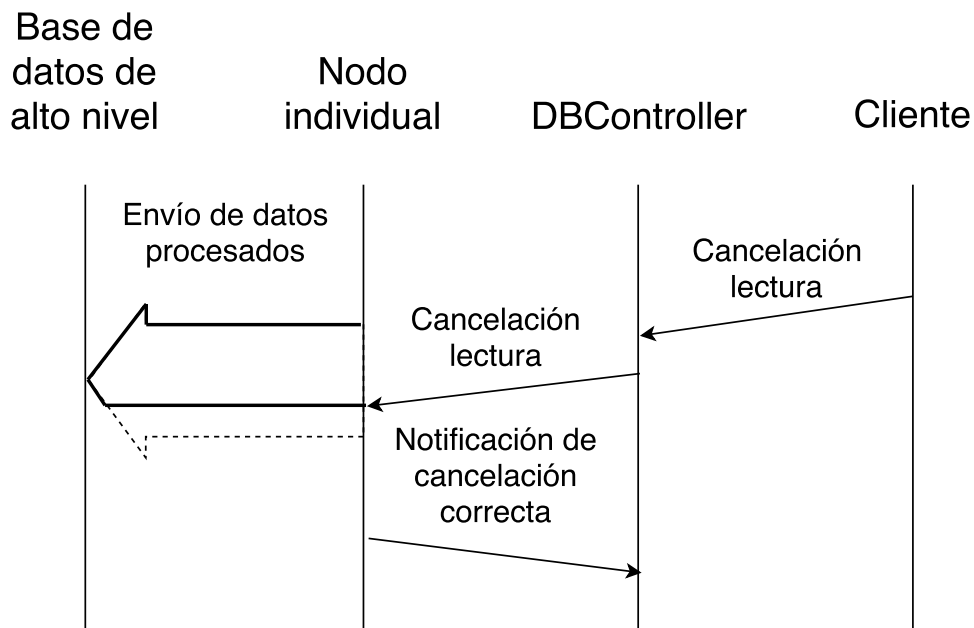 Base de
datos de
alto nivel
Nodo
individual
DBController
Cliente
Envío de datos
procesados
Cancelación
lectura
Cancelación
lectura
Notificación de
cancelación
correcta